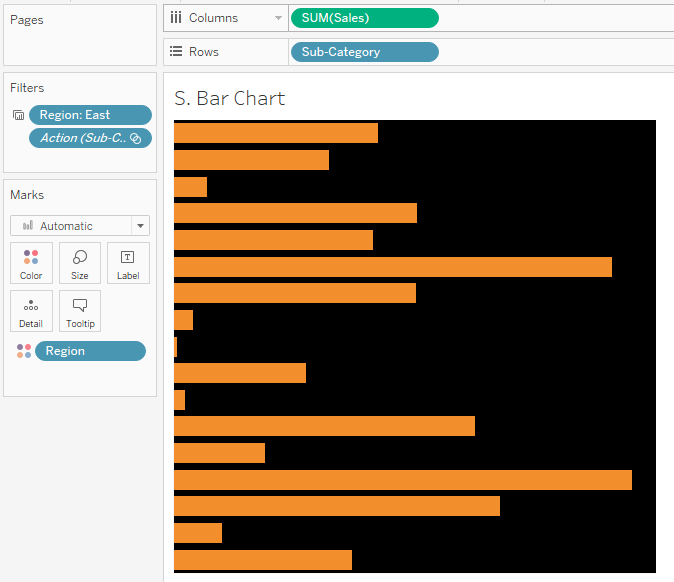 Pages
Columns
SUM(Sales)
Rows
Sub-Category
Filters
Region: East
Action (Sub-C..
Marks
Automatic
Color
Size
Label
Detail
Tooltip
Region
S. Bar Chart